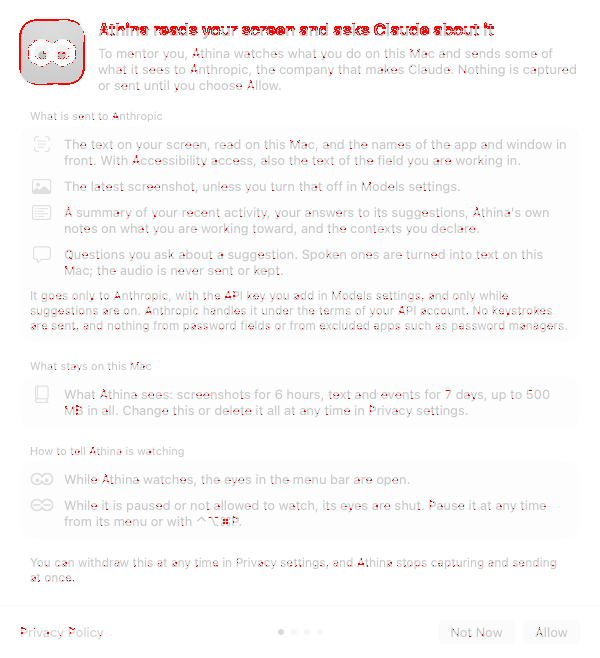 Athina reads your screen and asks Claude about it
To mentor you, Athina watches what you do on this Mac and sends some of
what it sees to Anthropic, the company that makes Claude. Nothing is captured
or sent until you choose Allow.
What is sent to Anthropic
The text on your screen, read on this Mac, and the names of the app and window in
front. With Accessibility access, also the text of the field you are working in.
The latest screenshot, unless you turn that off in Models settings.
A summary of your recent activity, your answers to its suggestions, Athina's own
notes on what you are working toward, and the contexts you declare.
Questions you ask about a suggestion. Spoken ones are turned into text on this
Mac; the audio is never sent or kept.
It goes only to Anthropic, with the API key you add in Models settings, and only while
suggestions are on. Anthropic handles it under the terms of your API account. No keystrokes
are sent, and nothing from password fields or from excluded apps such as password managers.
What stays on this Mac
What Athina sees: screenshots for 6 hours, text and events for 7 days, up to 500
MB in all. Change this or delete it all at any time in Privacy settings.
How to tell Athina is watching
While Athina watches, the eyes in the menu bar are open.
While it is paused or not allowed to watch, its eyes are shut. Pause it at any time
from its menu or with ⌃⌥⌘P.
You can withdraw this at any time in Privacy settings, and Athina stops capturing and sending
at once.
Privacy Policy
Not Now
Allow